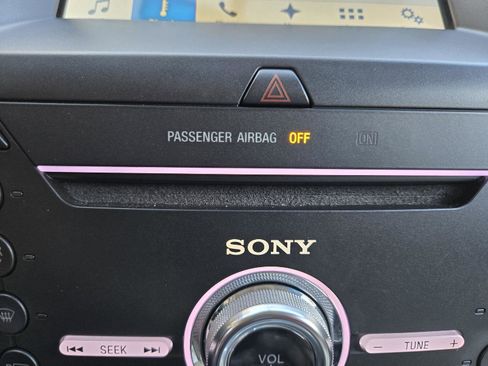 PASSENGER AIRBAG OFF ON
SONY
SEEK
VOL
- TUNE +